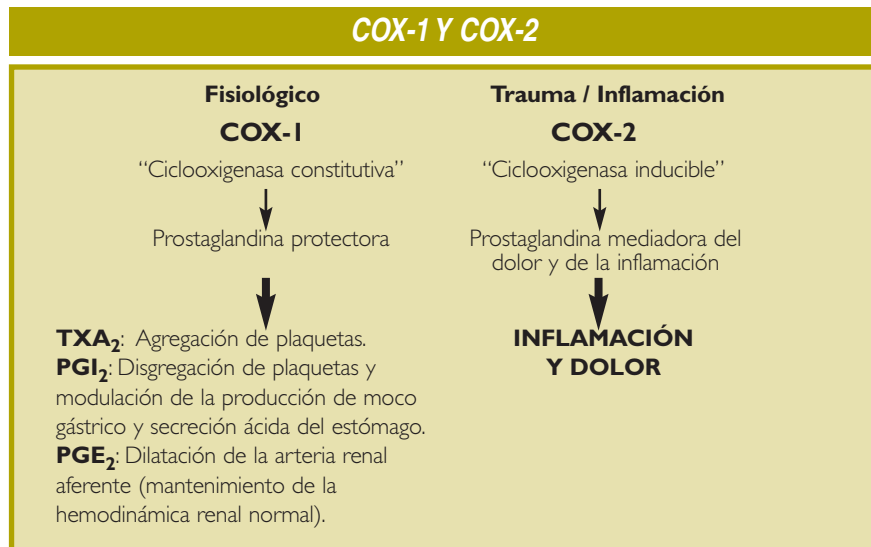 COX-1 Y COX-2
Fisiológico
COX-1
“Ciclooxigenasa constitutiva”
Prostaglandina protectora
TXA2: Agregación de plaquetas.
PGI2: Disgregación de plaquetas y
modulación de la producción de moco
gástrico y secreción ácida del estómago.
PGE2: Dilatación de la arteria renal
aferente (mantenimiento de la
hemodinámica renal normal).
Trauma / Inflamación
COX-2
“Ciclooxigenasa inducible”
Prostaglandina mediadora del
dolor y de la inflamación
INFLAMACIÓN
Y DOLOR